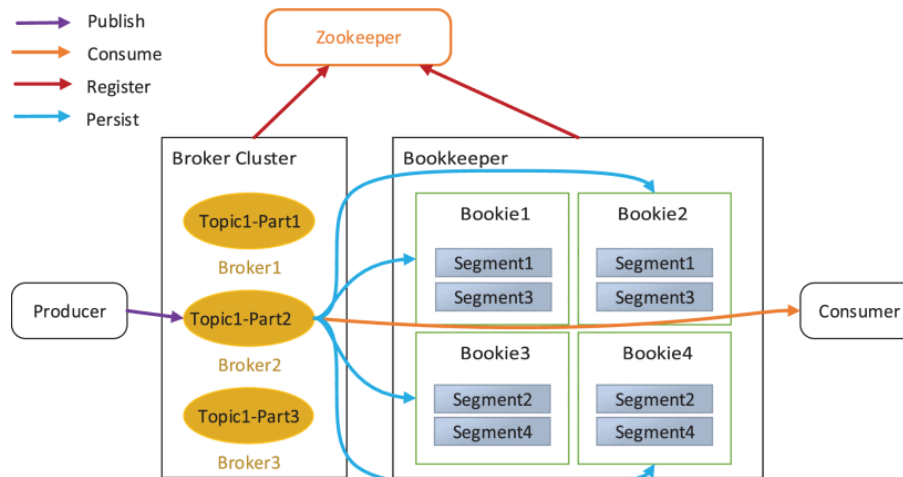 Publish
Consume
Register
Persist
Zookeeper
Broker Cluster
Topic1-Part1
Broker1
Topic1-Part2
Broker2
Topic1-Part3
Broker3
Producer
Bookkeeper
Bookie1
Segment1
Segment3
Bookie2
Segment1
Segment3
Bookie3
Segment2
Segment4
Bookie4
Segment2
Segment4
Consumer